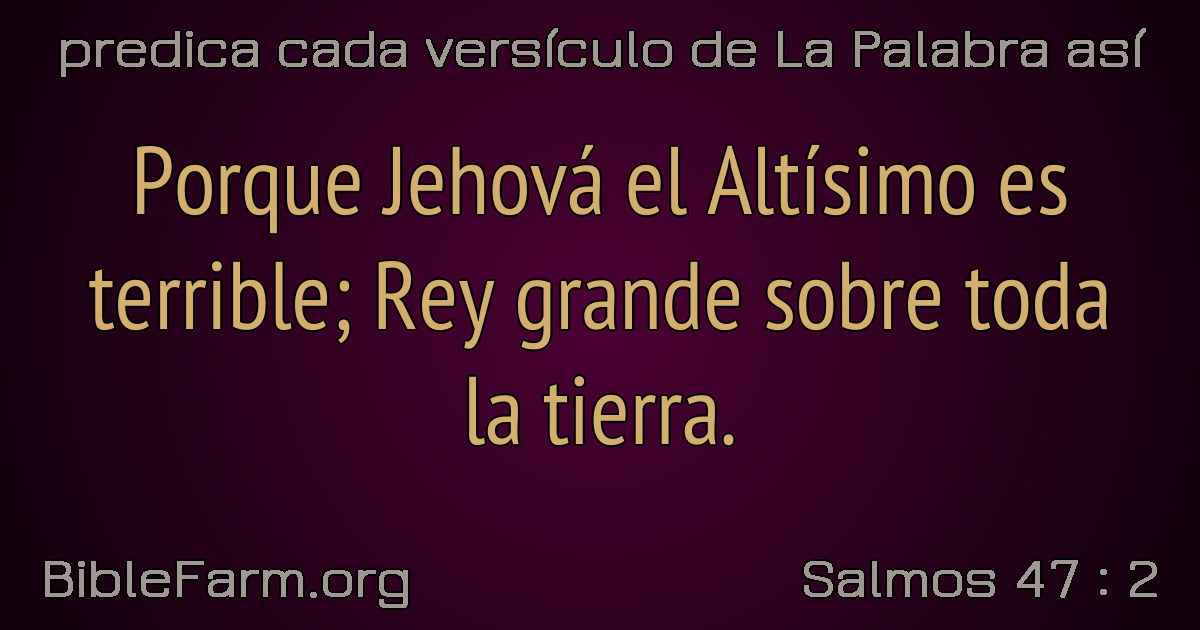 predica cada versículo de La Palabra así
Porque Jehová el Altísimo es
terrible; Rey grande sobre toda
la tierra.
BibleFarm.org
Salmos 47 : 2